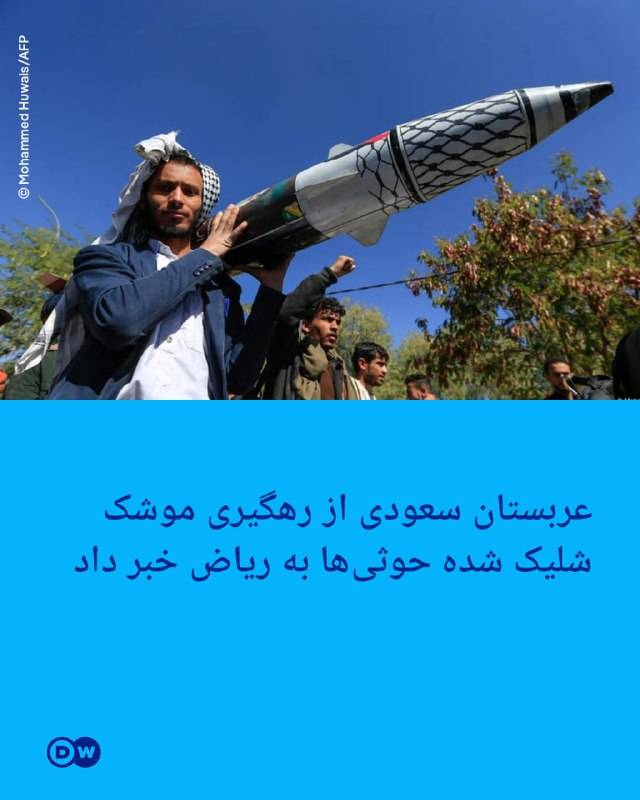 © Mohammed Huwais/AFP
عربستان سعودی از رهگیری موشک
شلیک شده حوثی‌ها به ریاض خبر داد
DW